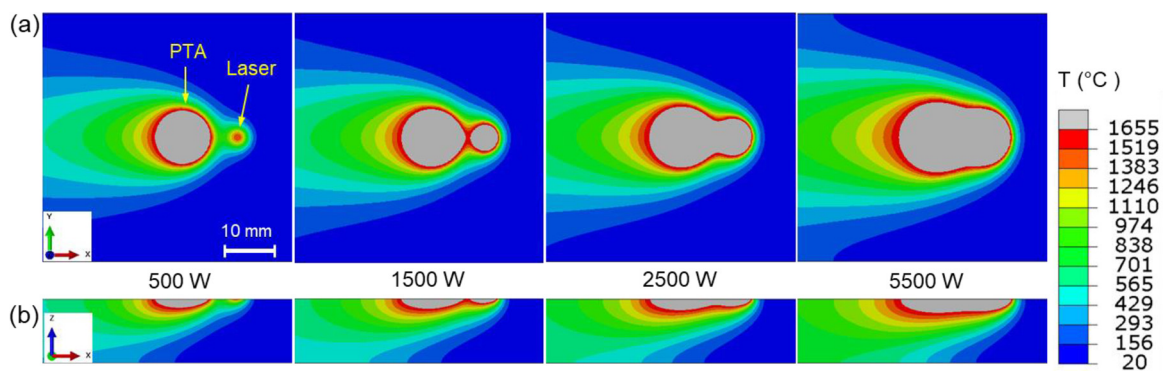 (a)
PTA
Laser
Y
X
10 mm
T (°C )
1655
1519
1383
1246
1110
974
838
701
565
429
293
156
20
500 W
1500 W
2500 W
5500 W
(b)
Z
X